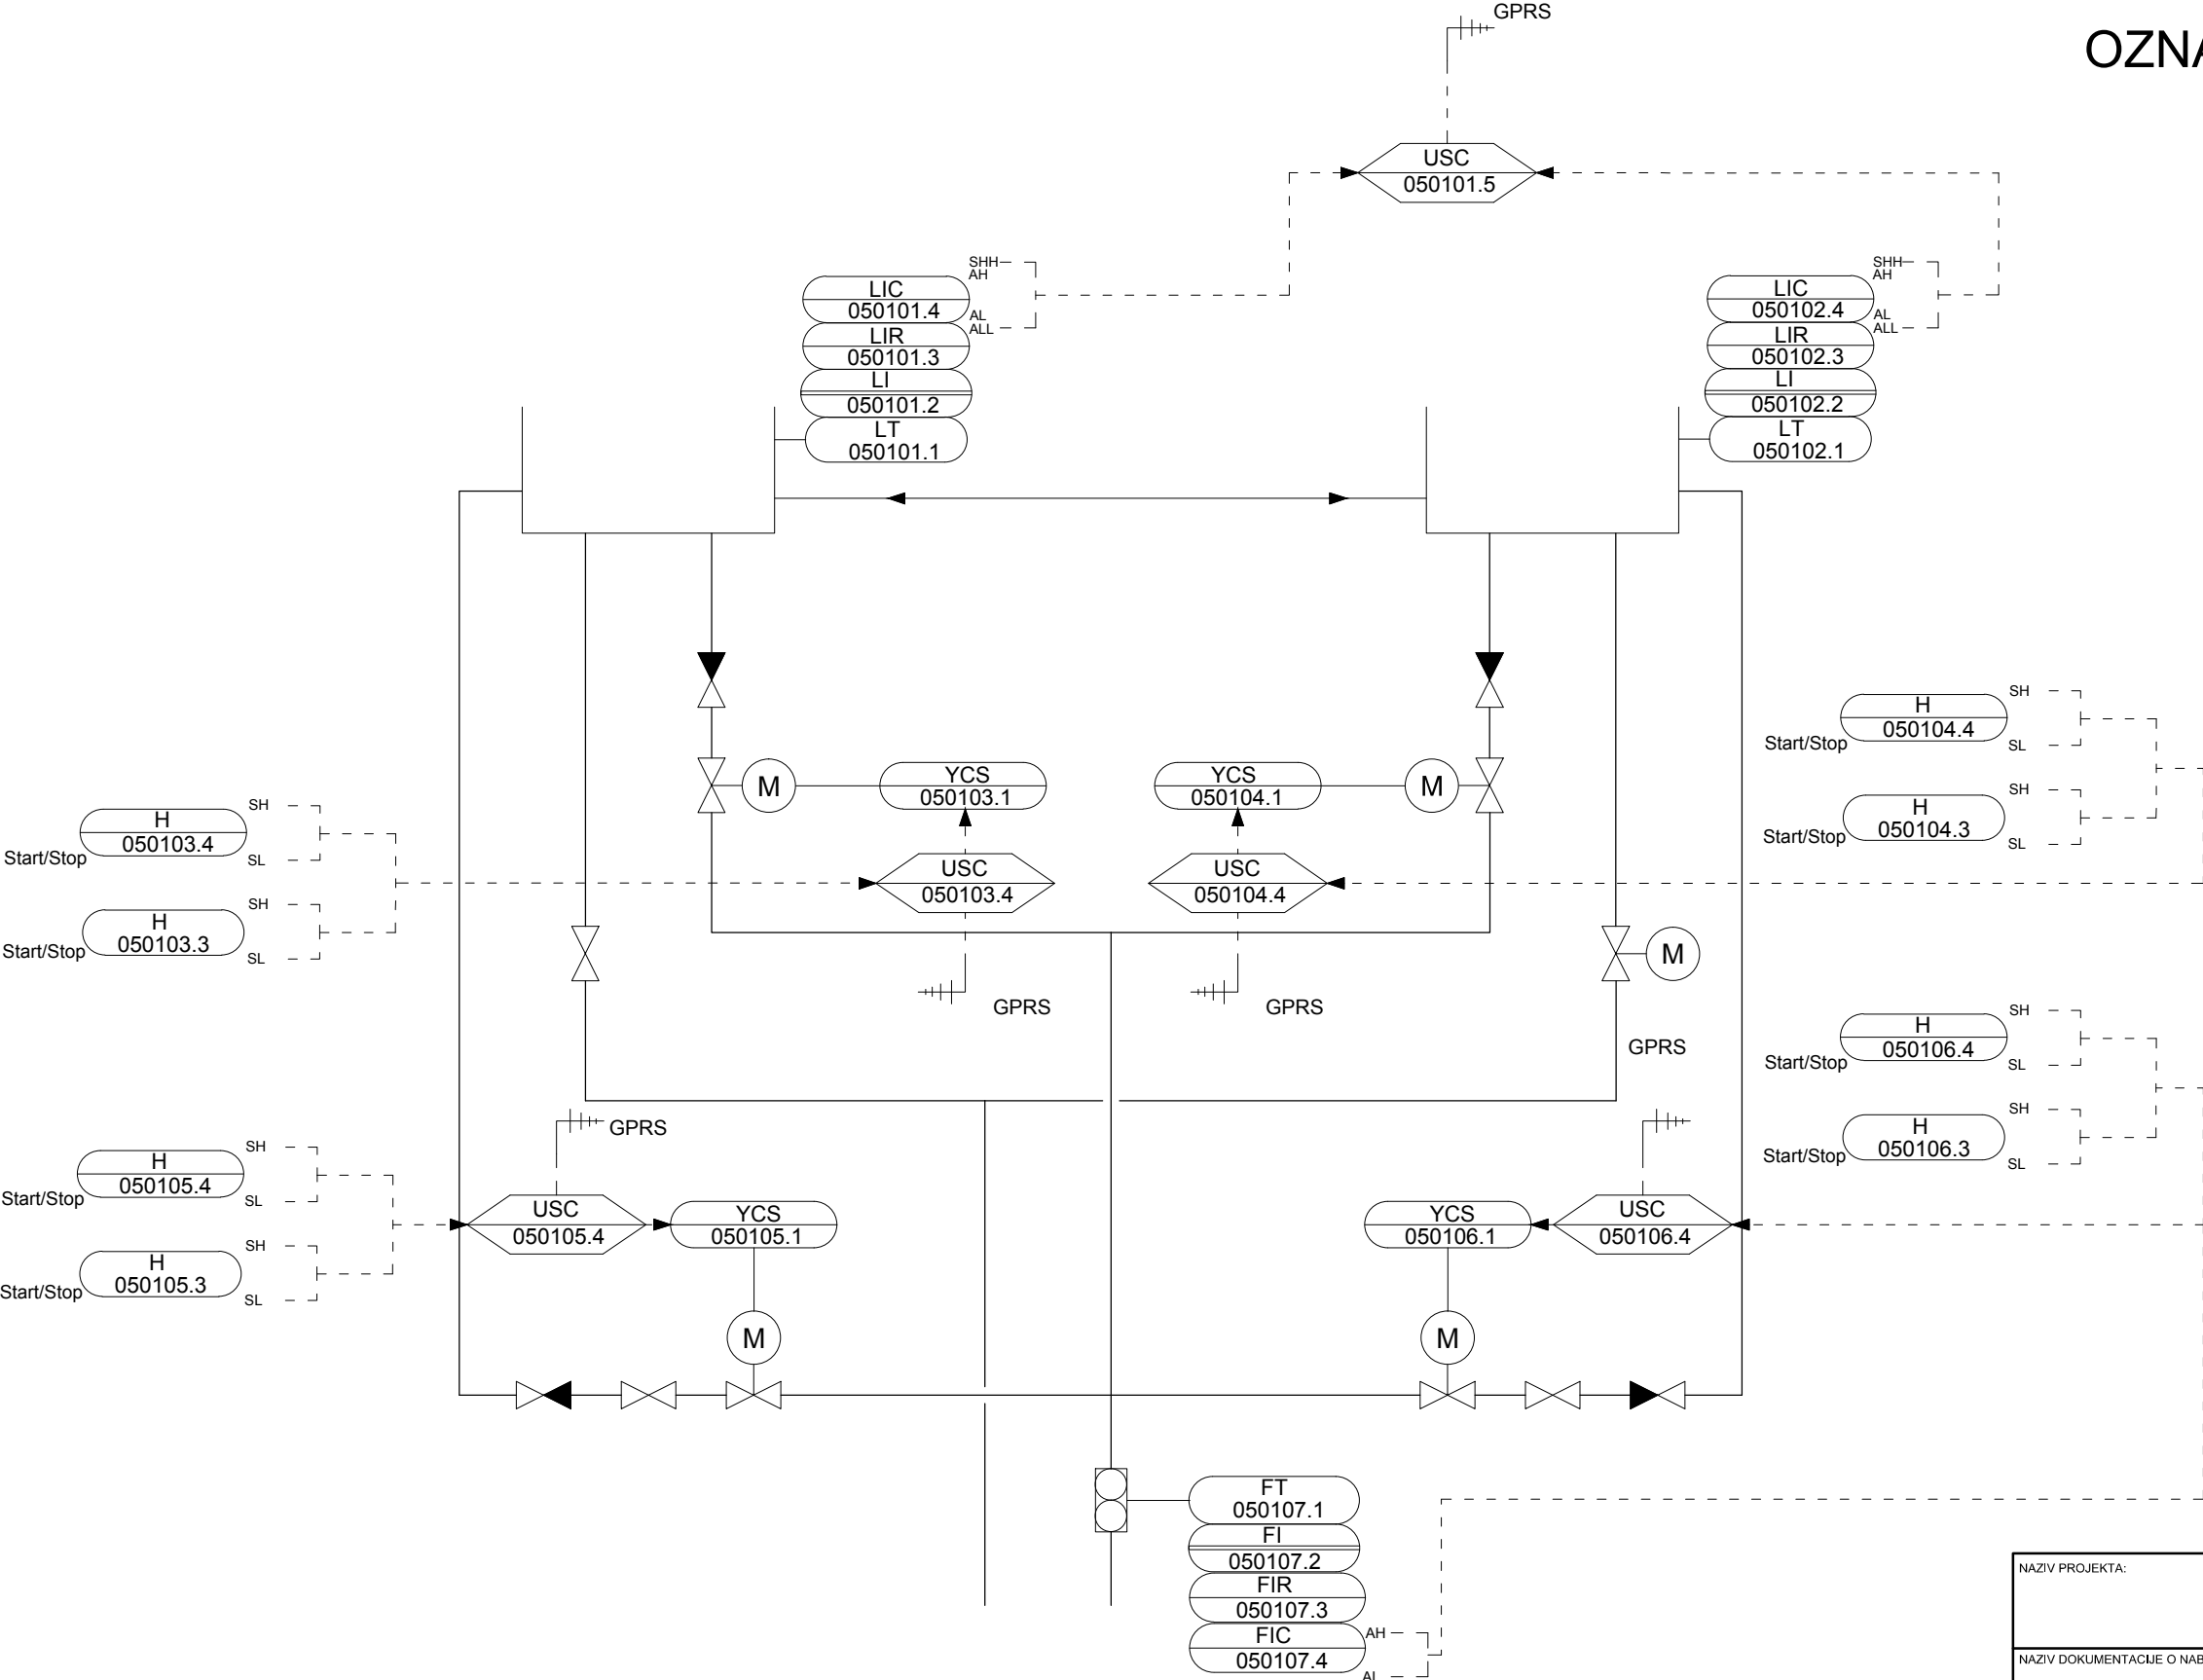 GPRS
OZNA
USC
050101.5
SHH
AH
LIC
050101.4
AL
ALL
LIR
050101.3
LI
050101.2
LT
050101.1
SHH
AH
LIC
050102.4
AL
ALL
LIR
050102.3
LI
050102.2
LT
050102.1
SH
H
050104.4
Start/Stop
SL
SH
H
050104.3
Start/Stop
SL
M
YCS
050103.1
YCS
050104.1
M
SH
H
050103.4
Start/Stop
SL
SH
H
050103.3
Start/Stop
SL
USC
050103.4
USC
050104.4
M
GPRS
GPRS
GPRS
SH
H
050106.4
Start/Stop
SL
SH
H
050106.3
Start/Stop
SL
GPRS
SH
H
050105.4
Start/Stop
SL
SH
H
050105.3
Start/Stop
SL
USC
050105.4
YCS
050105.1
YCS
050106.1
USC
050106.4
M
M
FT
050107.1
FI
050107.2
FIR
050107.3
FIC
050107.4
AH
AL
NAZIV PROJEKTA:
NAZIV DOKUMENTACIJE O NAB